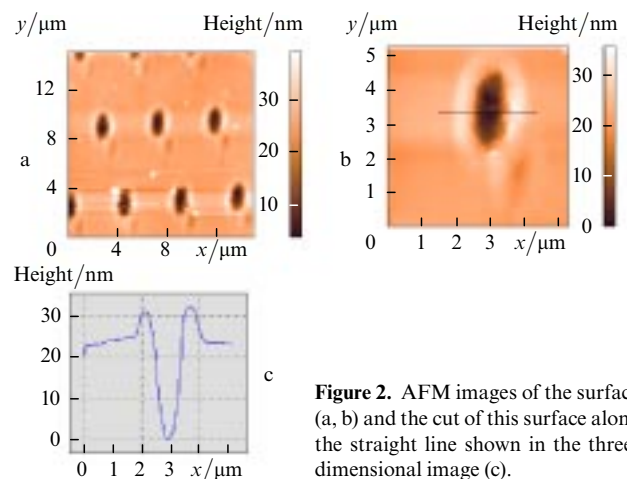 y/μm
Height/nm
12
8
4
0
4
8
x/μm
30
20
10
a
y/μm
Height/nm
5
4
3
2
1
0
1
2
3
x/μm
30
20
10
0
b
Height/nm
30
20
10
0
0
1
2
3
x/μm
c
Figure 2. AFM images of the surface
(a, b) and the cut of this surface along
the straight line shown in the three-
dimensional image (c).